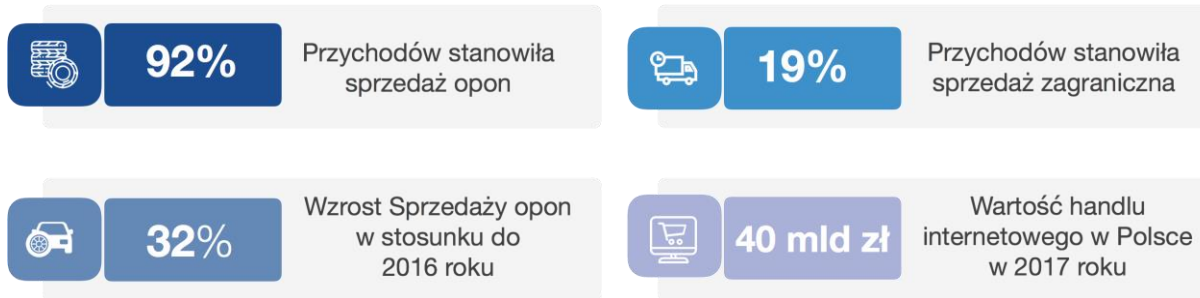 92%
Przychodów stanowiła
sprzedaż opon
19%
Przychodów stanowiła
sprzedaż zagraniczna
32%
Wzrost Sprzedaży opon
w stosunku do
2016 roku
40 mld zł
Wartość handlu
internetowego w Polsce
w 2017 roku